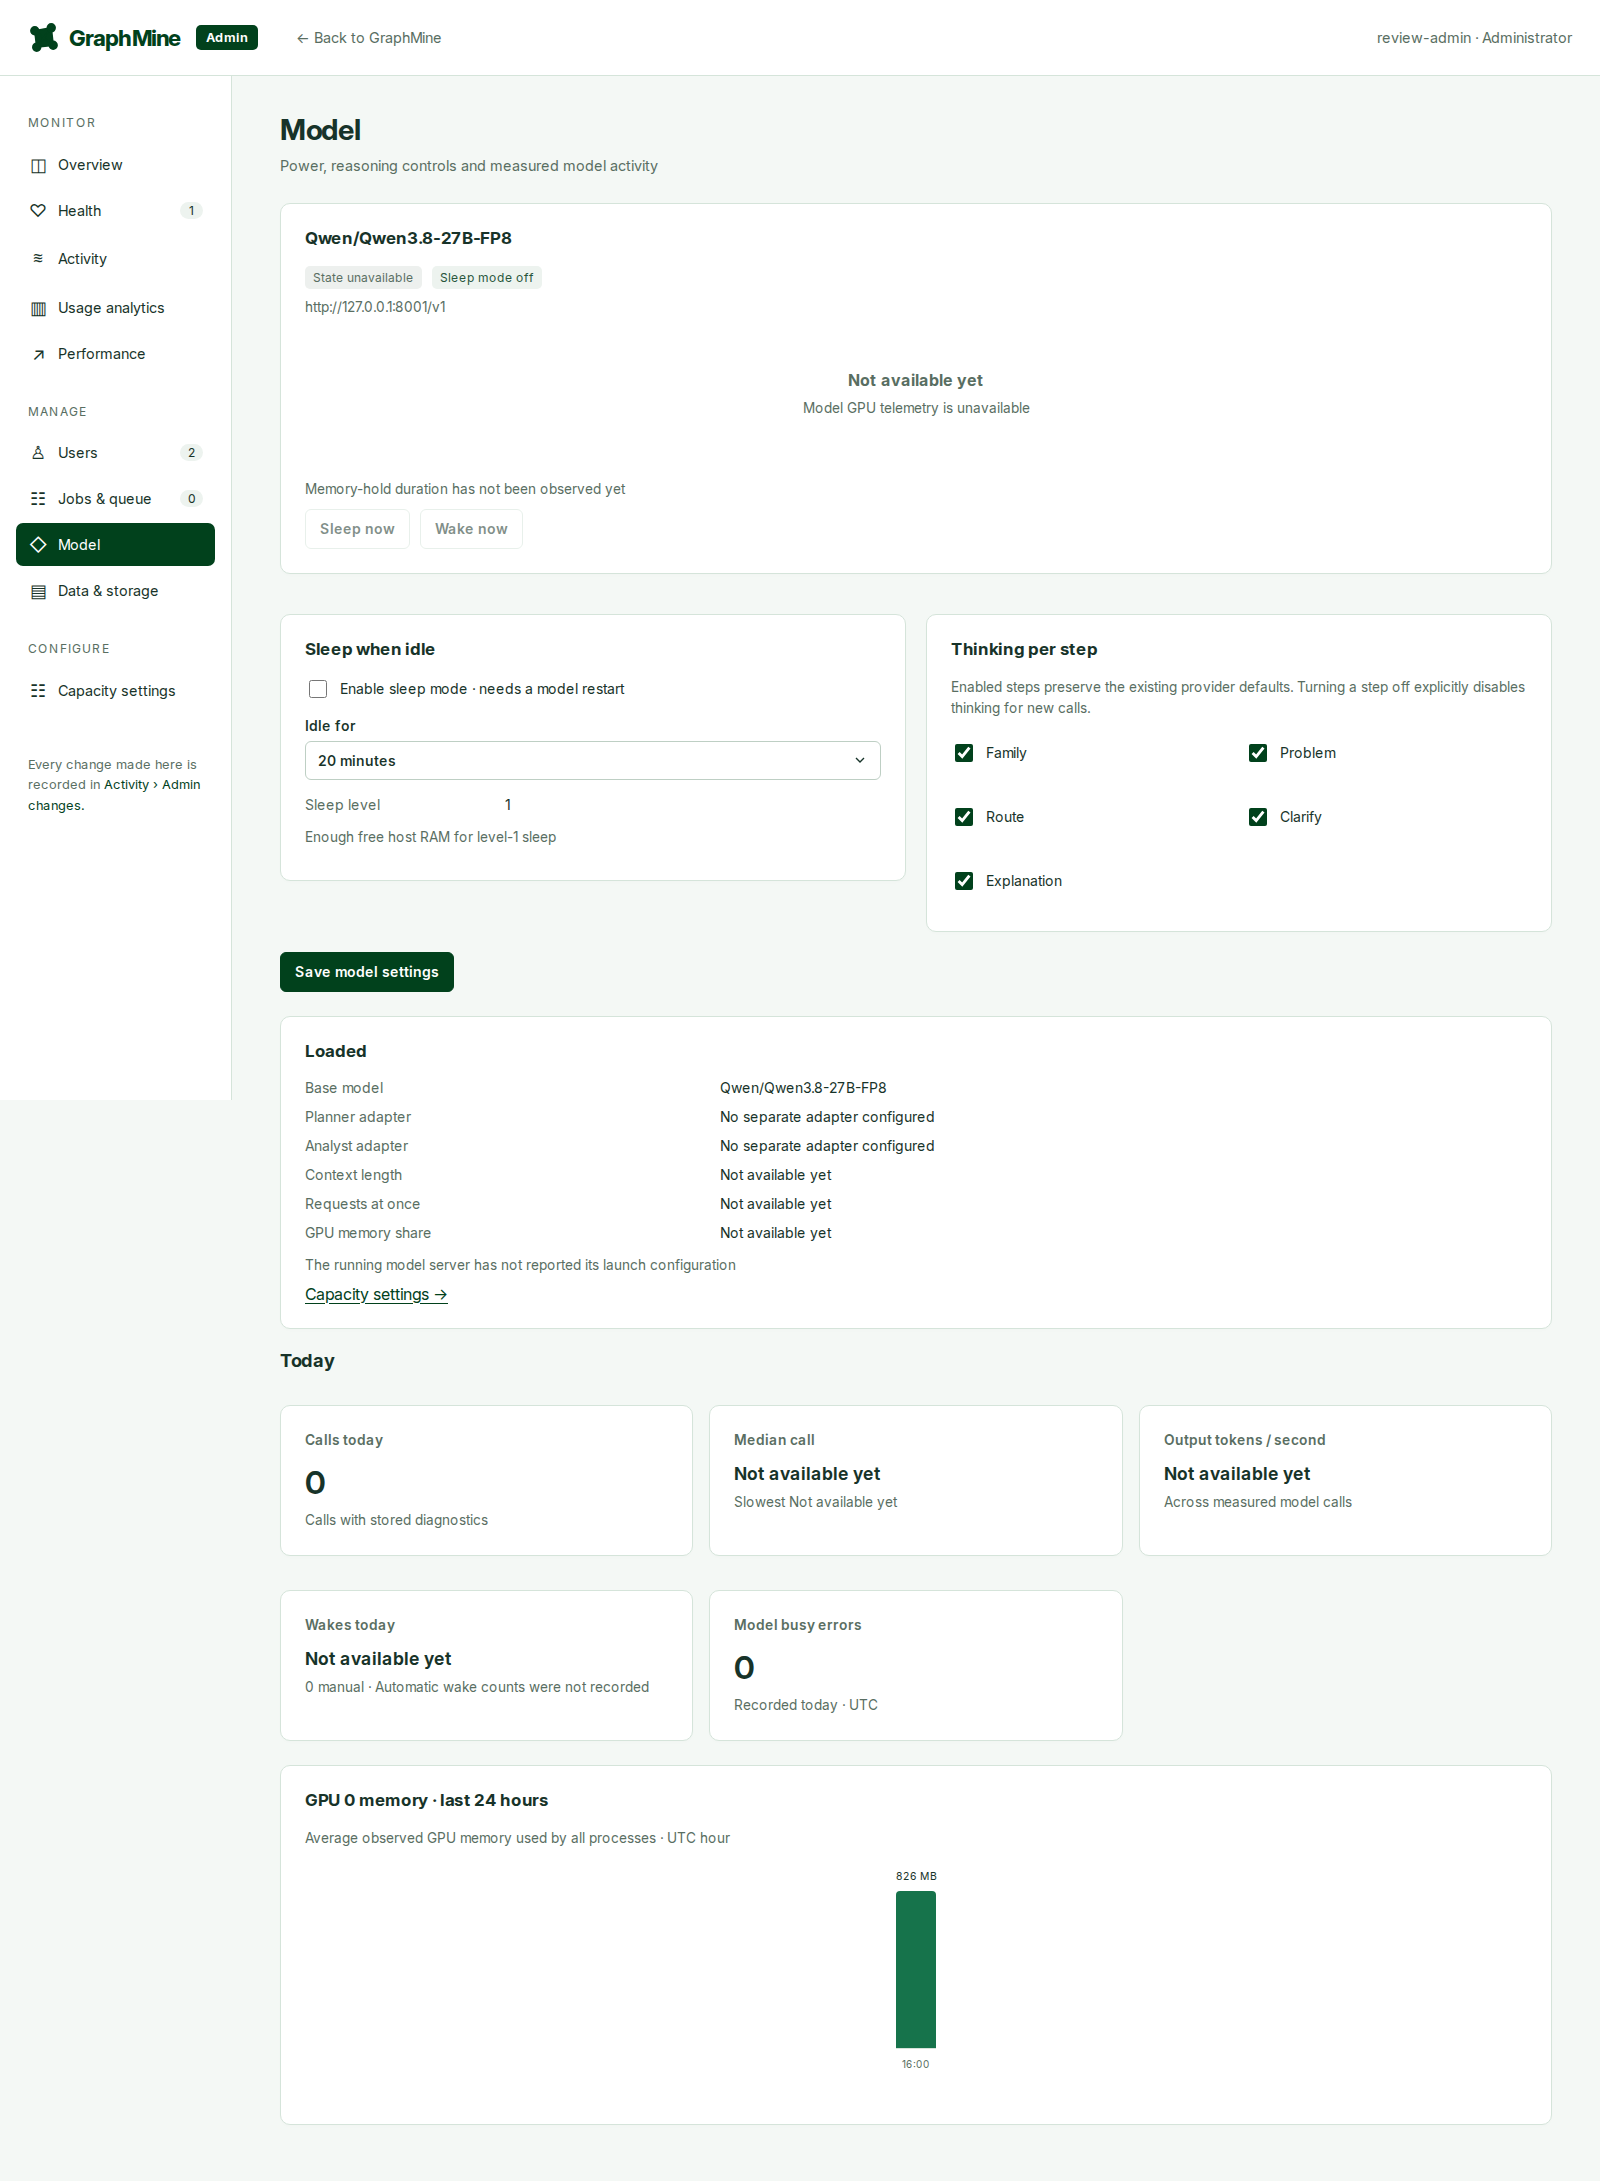 GraphMine
Admin
← Back to GraphMine
review-admin · Administrator
MONITOR
Overview
Health 1
Activity
Usage analytics
Performance
MANAGE
Users 2
Jobs & queue 0
Model
Data & storage
CONFIGURE
Capacity settings
Every change made here is
recorded in Activity › Admin
changes.
Model
Power, reasoning controls and measured model activity
Qwen/Qwen3.8-27B-FP8
State unavailable
Sleep mode off
http://127.0.0.1:8001/v1
Not available yet
Model GPU telemetry is unavailable
Memory-hold duration has not been observed yet
Sleep now
Wake now
Sleep when idle
Enable sleep mode · needs a model restart
Idle for
20 minutes
Sleep level 1
Enough free host RAM for level-1 sleep
Thinking per step
Enabled steps preserve the existing provider defaults. Turning a step off explicitly disables
thinking for new calls.
Family
Problem
Route
Clarify
Explanation
Save model settings
Loaded
Base model Qwen/Qwen3.8-27B-FP8
Planner adapter No separate adapter configured
Analyst adapter No separate adapter configured
Context length Not available yet
Requests at once Not available yet
GPU memory share Not available yet
The running model server has not reported its launch configuration
Capacity settings →
Today
Calls today
0
Calls with stored diagnostics
Median call
Not available yet
Slowest Not available yet
Output tokens / second
Not available yet
Across measured model calls
Wakes today
Not available yet
0 manual · Automatic wake counts were not recorded
Model busy errors
0
Recorded today · UTC
GPU 0 memory · last 24 hours
Average observed GPU memory used by all processes · UTC hour
826 MB
16:00